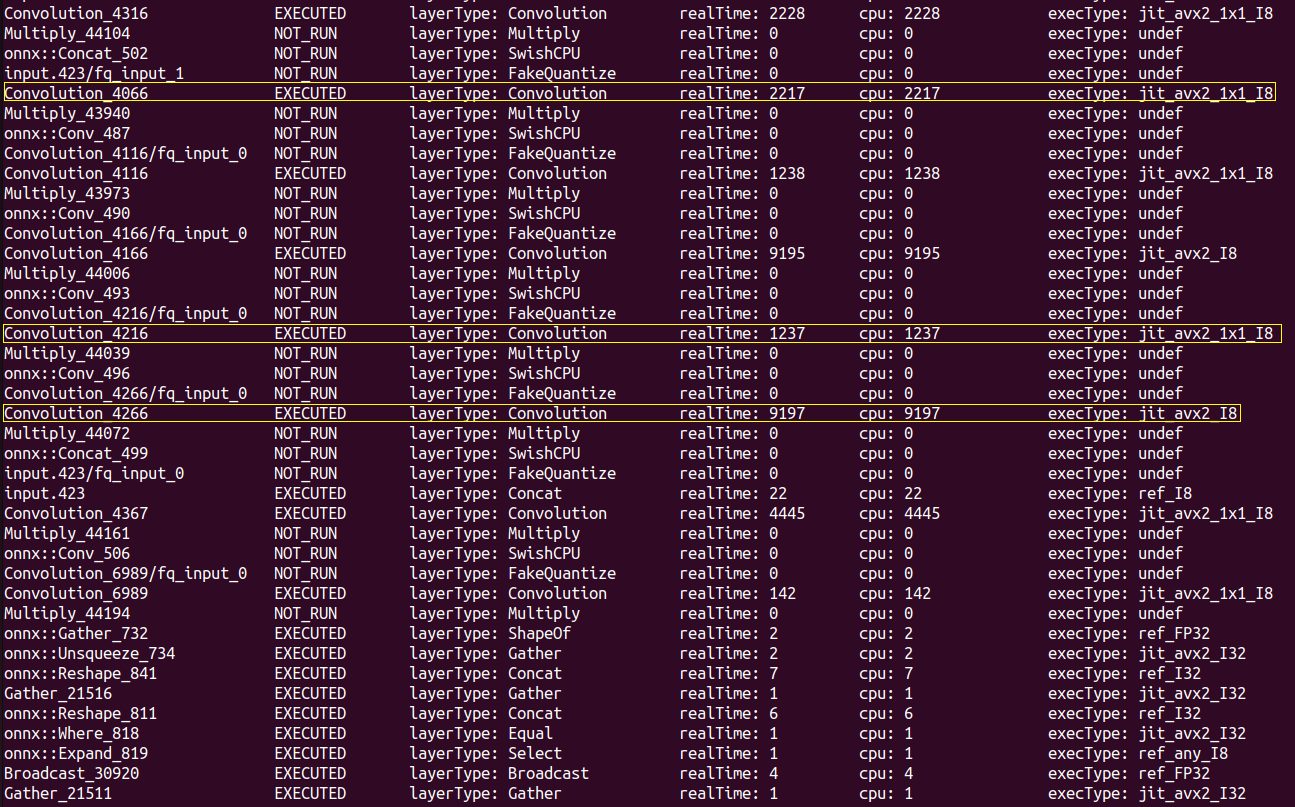 Convolution_4316 EXECUTED layerType: Convolution realTime: 2228 cpu: 2228 execType: jit_avx2_1x1_I8
Multiply_44104 NOT_RUN layerType: Multiply realTime: 0 cpu: 0 execType: undef
onnx::Concat_502 NOT_RUN layerType: SwishCPU realTime: 0 cpu: 0 execType: undef
input.423/fq_input_1 NOT_RUN layerType: FakeQuantize realTime: 0 cpu: 0 execType: undef
Convolution_4066 EXECUTED layerType: Convolution realTime: 2217 cpu: 2217 execType: jit_avx2_1x1_I8
Multiply_43940 NOT_RUN layerType: Multiply realTime: 0 cpu: 0 execType: undef
onnx::Conv_487 NOT_RUN layerType: SwishCPU realTime: 0 cpu: 0 execType: undef
Convolution_4116/fq_input_0 NOT_RUN layerType: FakeQuantize realTime: 0 cpu: 0 execType: undef
Convolution_4116 EXECUTED layerType: Convolution realTime: 1238 cpu: 1238 execType: jit_avx2_1x1_I8
Multiply_43973 NOT_RUN layerType: Multiply realTime: 0 cpu: 0 execType: undef
onnx::Conv_490 NOT_RUN layerType: SwishCPU realTime: 0 cpu: 0 execType: undef
Convolution_4166/fq_input_0 NOT_RUN layerType: FakeQuantize realTime: 0 cpu: 0 execType: undef
Convolution_4166 EXECUTED layerType: Convolution realTime: 9195 cpu: 9195 execType: jit_avx2_I8
Multiply_44006 NOT_RUN layerType: Multiply realTime: 0 cpu: 0 execType: undef
onnx::Conv_493 NOT_RUN layerType: SwishCPU realTime: 0 cpu: 0 execType: undef
Convolution_4216/fq_input_0 NOT_RUN layerType: FakeQuantize realTime: 0 cpu: 0 execType: undef
Convolution_4216 EXECUTED layerType: Convolution realTime: 1237 cpu: 1237 execType: jit_avx2_1x1_I8
Multiply_44039 NOT_RUN layerType: Multiply realTime: 0 cpu: 0 execType: undef
onnx::Conv_496 NOT_RUN layerType: SwishCPU realTime: 0 cpu: 0 execType: undef
Convolution_4266/fq_input_0 NOT_RUN layerType: FakeQuantize realTime: 0 cpu: 0 execType: undef
Convolution_4266 EXECUTED layerType: Convolution realTime: 9197 cpu: 9197 execType: jit_avx2_I8
Multiply_44072 NOT_RUN layerType: Multiply realTime: 0 cpu: 0 execType: undef
onnx::Concat_499 NOT_RUN layerType: SwishCPU realTime: 0 cpu: 0 execType: undef
input.423/fq_input_0 NOT_RUN layerType: FakeQuantize realTime: 0 cpu: 0 execType: undef
input.423 EXECUTED layerType: Concat realTime: 22 cpu: 22 execType: ref_I8
Convolution_4367 EXECUTED layerType: Convolution realTime: 4445 cpu: 4445 execType: jit_avx2_1x1_I8
Multiply_44161 NOT_RUN layerType: Multiply realTime: 0 cpu: 0 execType: undef
onnx::Conv_506 NOT_RUN layerType: SwishCPU realTime: 0 cpu: 0 execType: undef
Convolution_6989/fq_input_0 NOT_RUN layerType: FakeQuantize realTime: 0 cpu: 0 execType: undef
Convolution_6989 EXECUTED layerType: Convolution realTime: 142 cpu: 142 execType: jit_avx2_1x1_I8
Multiply_44194 NOT_RUN layerType: Multiply realTime: 0 cpu: 0 execType: undef
onnx::Gather_732 EXECUTED layerType: ShapeOf realTime: 2 cpu: 2 execType: ref_FP32
onnx::Unsqueeze_734 EXECUTED layerType: Gather realTime: 2 cpu: 2 execType: jit_avx2_I32
onnx::Reshape_841 EXECUTED layerType: Concat realTime: 7 cpu: 7 execType: ref_I32
Gather_21516 EXECUTED layerType: Gather realTime: 1 cpu: 1 execType: jit_avx2_I32
onnx::Reshape_811 EXECUTED layerType: Concat realTime: 6 cpu: 6 execType: ref_I32
onnx::Where_818 EXECUTED layerType: Equal realTime: 1 cpu: 1 execType: jit_avx2_I32
onnx::Expand_819 EXECUTED layerType: Select realTime: 1 cpu: 1 execType: ref_any_I8
Broadcast_30920 EXECUTED layerType: Broadcast realTime: 4 cpu: 4 execType: ref_FP32
Gather_21511 EXECUTED layerType: Gather realTime: 1 cpu: 1 execType: jit_avx2_I32